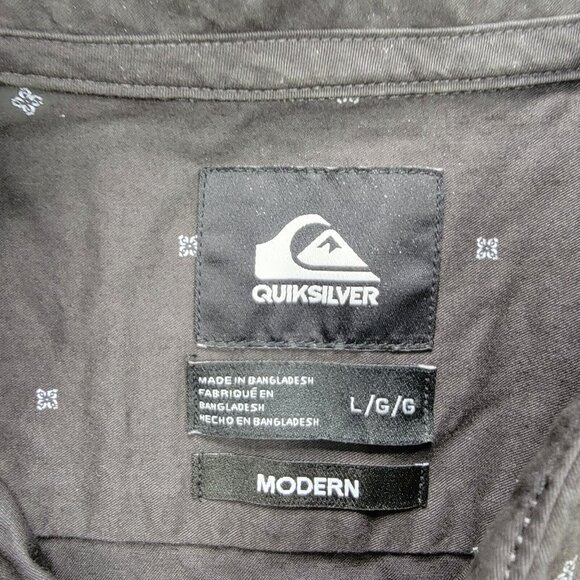 QUIKSILVER
MADE IN BANGLADESH
FABRIQUÉ EN
BANGLADESH
HECHO EN BANGLADESH
L/G/G
MODERN